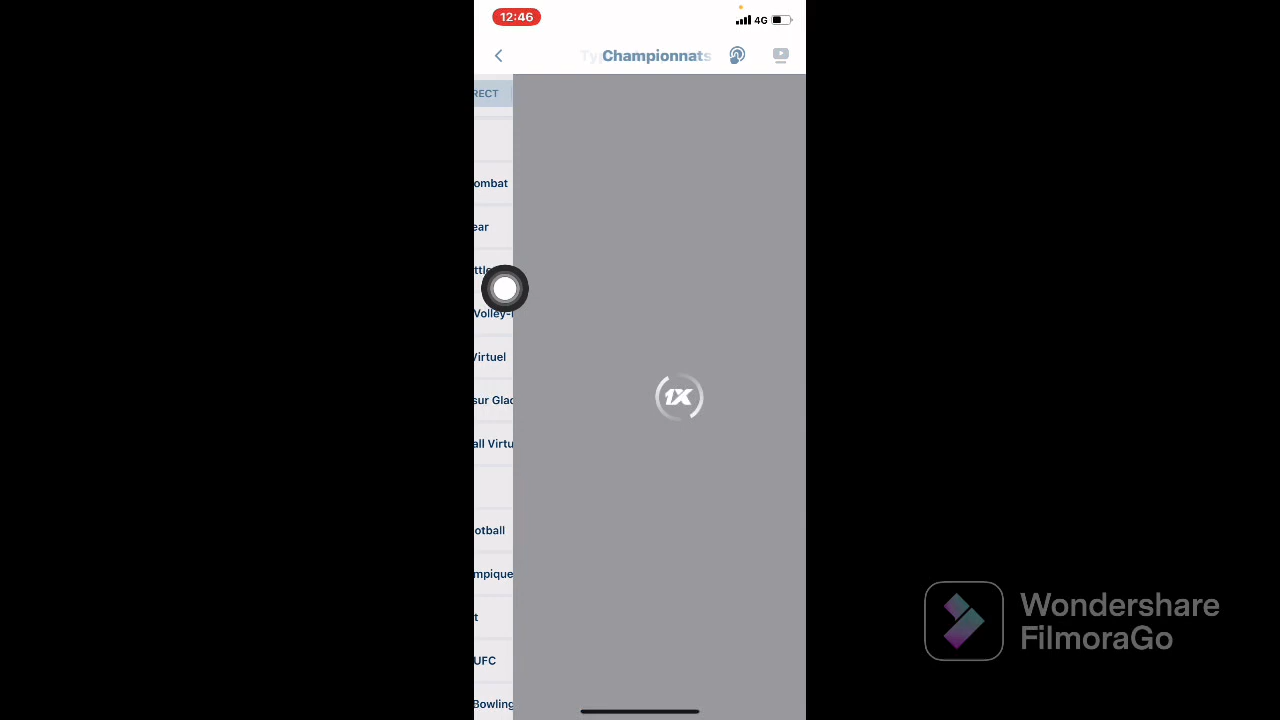 12:46
4G
Championnats
RECT
ombat
ear
ttle
Volley-
Virtuel
sur Glac
all Virtu
1X
otball
mpique
t
UFC
Bowling
Wondershare
FilmoraGo